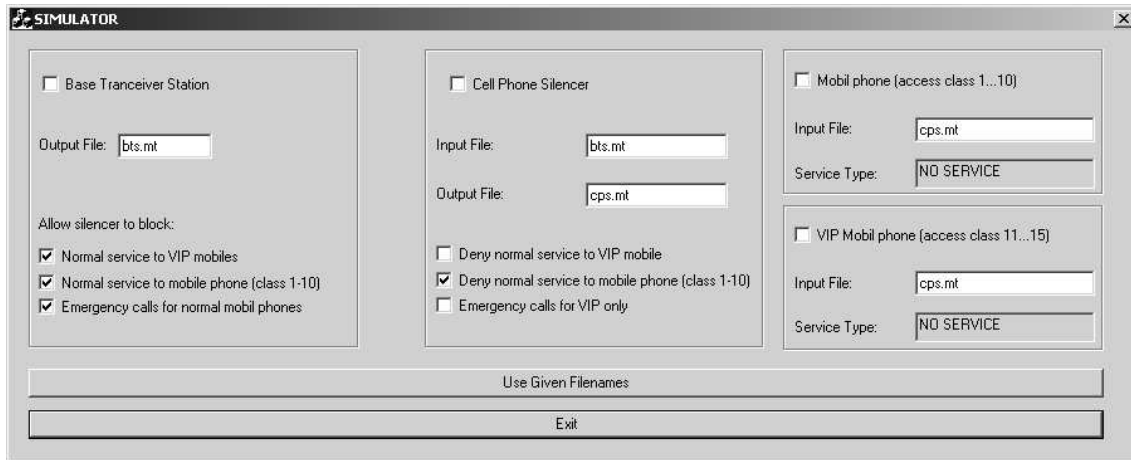 SIMULATOR
Base Tranceiver Station
Output File: bts.mt
Allow silencer to block:
Normal service to VIP mobiles
Normal service to mobile phone (class 1-10)
Emergency calls for normal mobil phones
Cell Phone Silencer
Input File: bts.mt
Output File: cps.mt
Deny normal service to VIP mobile
Deny normal service to mobile phone (class 1-10)
Emergency calls for VIP only
Mobil phone (access class 1...10)
Input File: cps.mt
Service Type: NO SERVICE
VIP Mobil phone (access class 11...15)
Input File: cps.mt
Service Type: NO SERVICE
Use Given Filenames
Exit